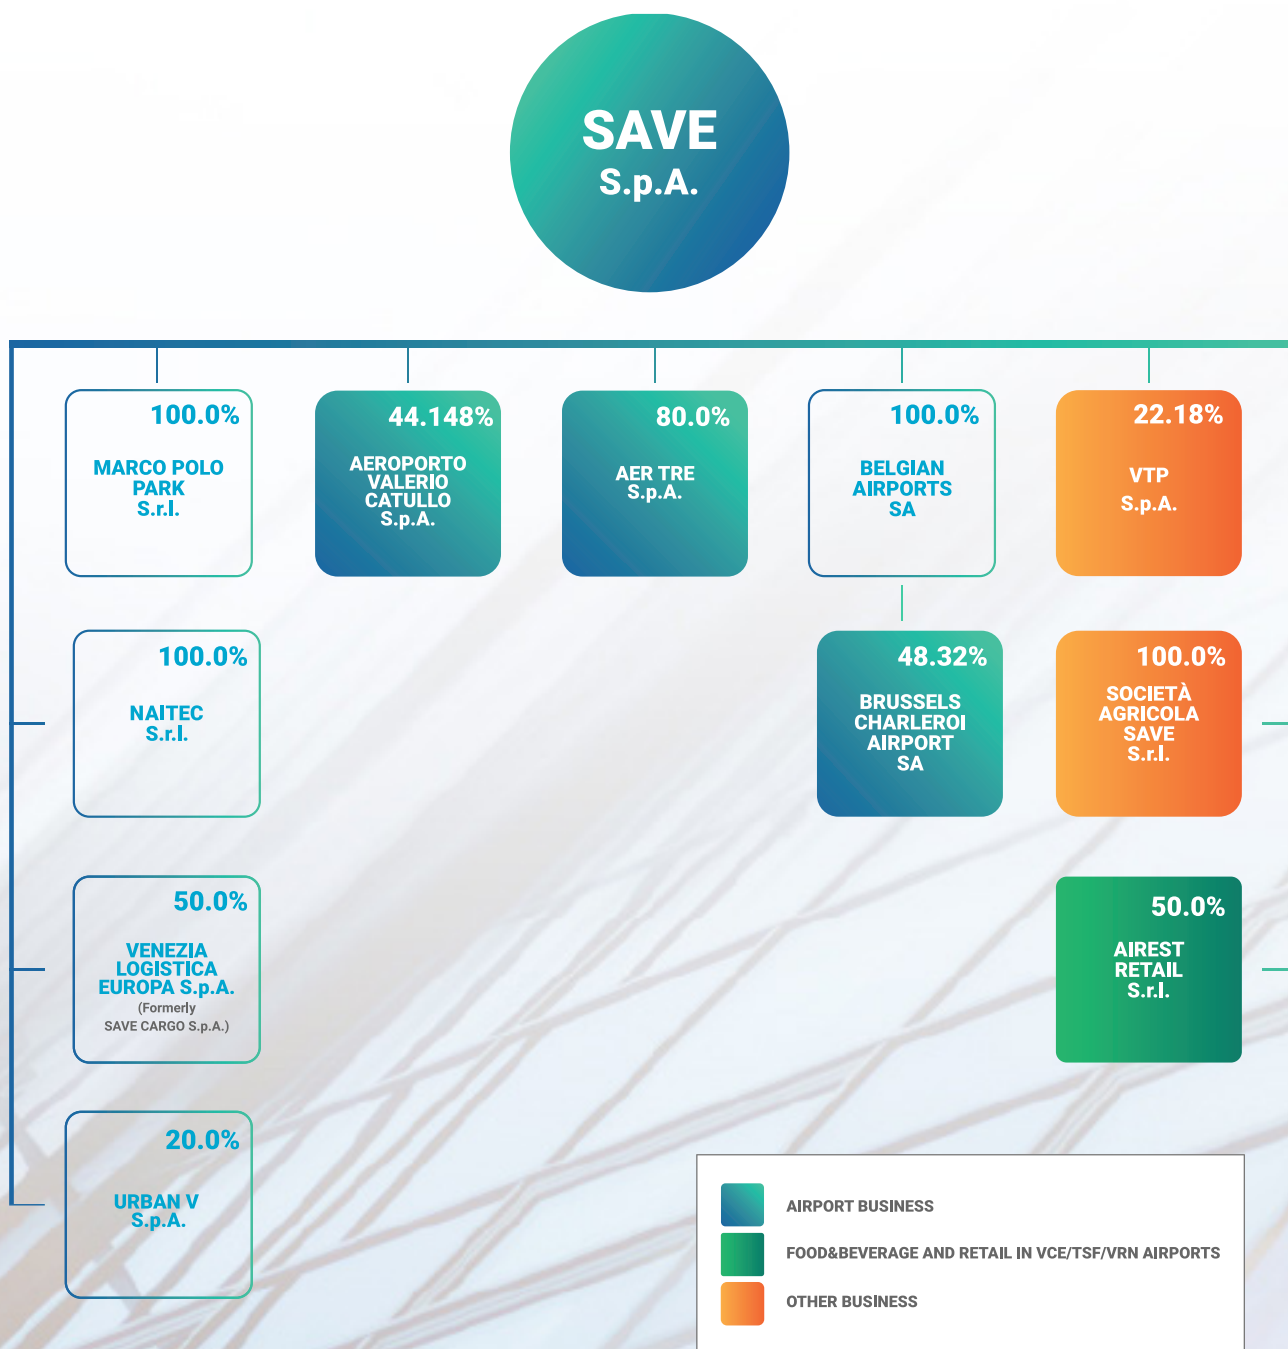 SAVE
S.p.A.
100.0%
MARCO POLO
PARK
S.r.l.
44.148%
AEROPORTO
VALERIO
CATULLO
S.p.A.
80.0%
AER TRE
S.p.A.
100.0%
BELGIAN
AIRPORTS
SA
22.18%
VTP
S.p.A.
100.0%
NAITEC
S.r.l.
48.32%
BRUSSELS
CHARLEROI
AIRPORT
SA
100.0%
SOCIETÀ
AGRICOLA
SAVE
S.r.l.
50.0%
VENEZIA
LOGISTICA
EUROPA S.p.A.
(Formerly
SAVE CARGO S.p.A.)
50.0%
AIREST
RETAIL
S.r.l.
20.0%
URBAN V
S.p.A.
AIRPORT BUSINESS
FOOD&BEVERAGE AND RETAIL IN VCE/TSF/VRN AIRPORTS
OTHER BUSINESS